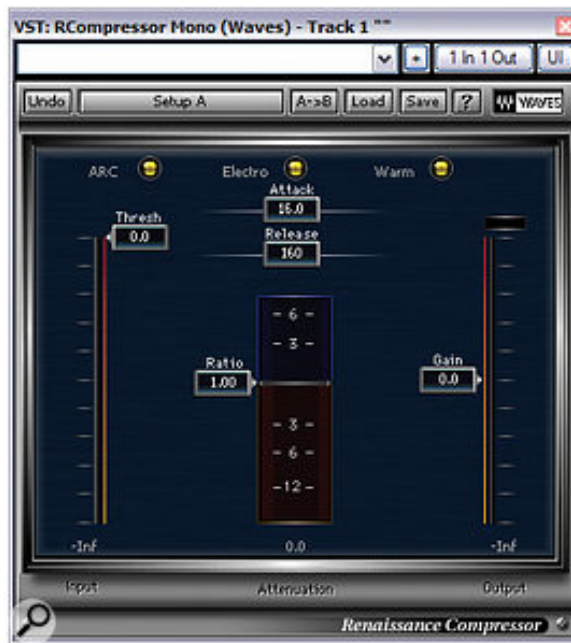 VST: RCompressor Mono (Waves) - Track 1 ""
+ 1 In 1 Out UI
Undo Setup A A->B Load Save ? W WAVES
ARC Electro Warm
Attack
16.0
Thresh
0.0
Release
160
- 6 -
- 3 -
Ratio
1.00
Gain
0.0
- 3 -
- 6 -
-12 -
-Inf 0.0 -Inf
Input Attenuation Output
Renaissance Compressor